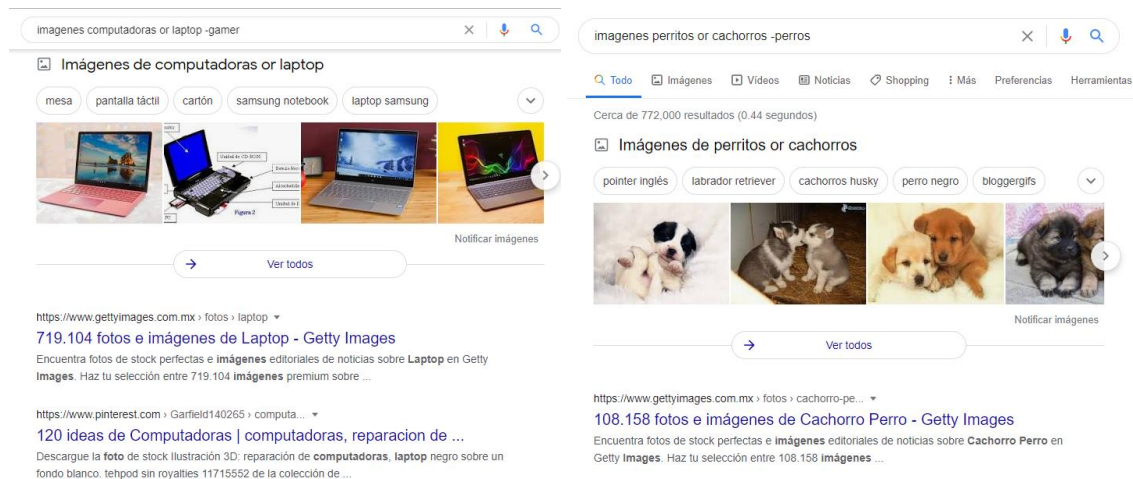 imagenes computadoras or laptop -gamer
Imágenes de computadoras or laptop
mesa
pantalla táctil
cartón
samsung notebook
laptop samsung
Unidad de CD-ROM
Figura 2
Notificar imágenes
Ver todos
https://www.gettyimages.com.mx › fotos › laptop
719.104 fotos e imágenes de Laptop - Getty Images
Encuentra fotos de stock perfectas e imágenes editoriales de noticias sobre Laptop en Getty
Images. Haz tu selección entre 719.104 imágenes premium sobre ...
https://www.pinterest.com › Garfield140265 › computa...
120 ideas de Computadoras | computadoras, reparacion de ...
Descargue la foto de stock Ilustración 3D: reparación de computadoras, laptop negro sobre un
fondo blanco. tehpod sin royalties 11715552 de la colección de ...
imagenes perritos or cachorros -perros
Todo
Imágenes
Vídeos
Noticias
Shopping
Más
Preferencias
Herramientas
Cerca de 772,000 resultados (0.44 segundos)
Imágenes de perritos or cachorros
pointer inglés
labrador retriever
cachorros husky
perro negro
bloggergifs
Notificar imágenes
Ver todos
https://www.gettyimages.com.mx › fotos › cachorro-pe...
108.158 fotos e imágenes de Cachorro Perro - Getty Images
Encuentra fotos de stock perfectas e imágenes editoriales de noticias sobre Cachorro Perro en
Getty Images. Haz tu selección entre 108.158 imágenes ...